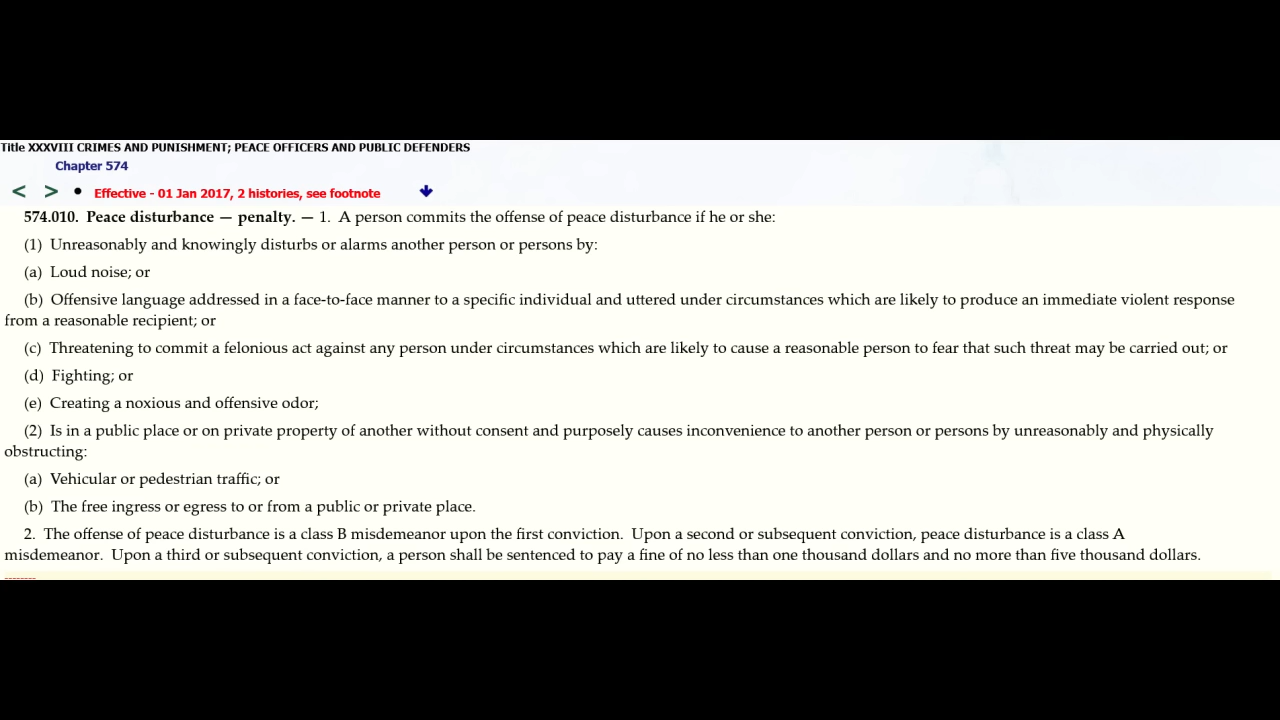 Title XXXVIII CRIMES AND PUNISHMENT; PEACE OFFICERS AND PUBLIC DEFENDERS
Chapter 574
< > • Effective - 01 Jan 2017, 2 histories, see footnote
574.010. Peace disturbance — penalty. — 1. A person commits the offense of peace disturbance if he or she:
(1) Unreasonably and knowingly disturbs or alarms another person or persons by:
(a) Loud noise; or
(b) Offensive language addressed in a face-to-face manner to a specific individual and uttered under circumstances which are likely to produce an immediate violent response
from a reasonable recipient; or
(c) Threatening to commit a felonious act against any person under circumstances which are likely to cause a reasonable person to fear that such threat may be carried out; or
(d) Fighting; or
(e) Creating a noxious and offensive odor;
(2) Is in a public place or on private property of another without consent and purposely causes inconvenience to another person or persons by unreasonably and physically
obstructing:
(a) Vehicular or pedestrian traffic; or
(b) The free ingress or egress to or from a public or private place.
2. The offense of peace disturbance is a class B misdemeanor upon the first conviction. Upon a second or subsequent conviction, peace disturbance is a class A
misdemeanor. Upon a third or subsequent conviction, a person shall be sentenced to pay a fine of no less than one thousand dollars and no more than five thousand dollars.
--------